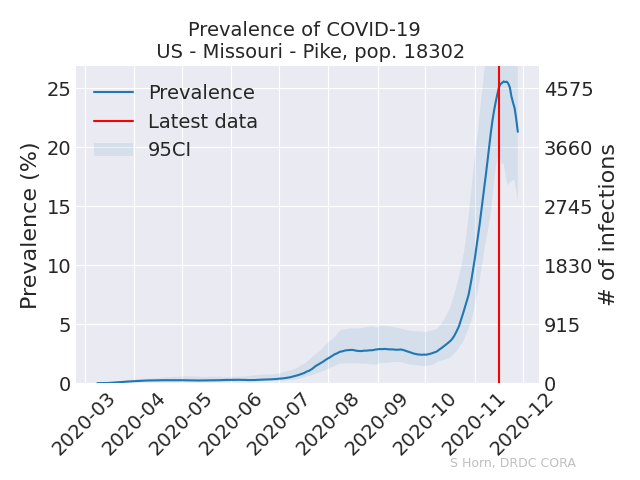 Prevalence of COVID-19
US - Missouri - Pike, pop. 18302
Prevalence
Latest data
95CI
Prevalence (%)
25
20
15
10
5
0
4575
3660
2745
1830
915
0
# of infections
2020-03
2020-04
2020-05
2020-06
2020-07
2020-08
2020-09
2020-10
2020-11
2020-12
S Horn, DRDC CORA